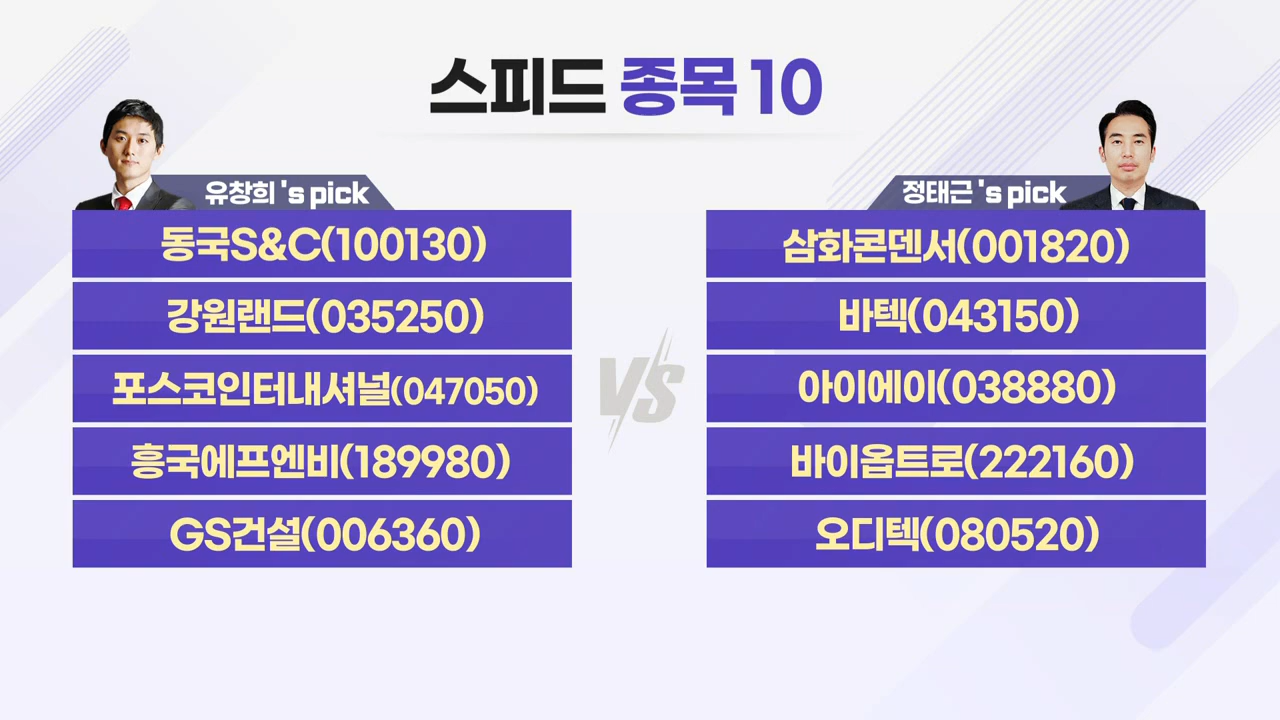 스피드 종목 10
유창희 's pick
동국S&C(100130)
강원랜드(035250)
포스코인터내셔널(047050)
흥국에프엔비(189980)
GS건설(006360)
VS
정태근 's pick
삼화콘덴서(001820)
바텍(043150)
아이에이(038880)
바이옵트로(222160)
오디텍(080520)